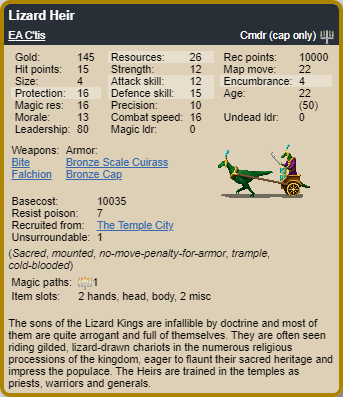 Lizard Heir
EA C'tis Cmdr (cap only)
Gold: 145 Resources: 26 Rec points: 10000
Hit points: 15 Strength: 12 Map move: 22
Size: 4 Attack skill: 12 Encumbrance: 4
Protection: 16 Defence skill: 15 Age: 22
Magic res: 16 Precision: 10 (50)
Morale: 13 Combat speed: 16 Undead ldr: 0
Leadership: 80 Magic ldr: 0
Weapons: Armor:
Bite Bronze Scale Cuirass
Falchion Bronze Cap
Basecost: 10035
Resist poison: 7
Recruited from: The Temple City
Unsurroundable: 1
(Sacred, mounted, no-move-penalty-for-armor, trample,
cold-blooded)
Magic paths: 1
Item slots: 2 hands, head, body, 2 misc
The sons of the Lizard Kings are infallible by doctrine and most of
them are quite arrogant and full of themselves. They are often seen
riding gilded, lizard-drawn chariots in the numerous religious
processions of the kingdom, eager to flaunt their sacred heritage and
impress the populace. The Heirs are trained in the temples as
priests, warriors and generals.